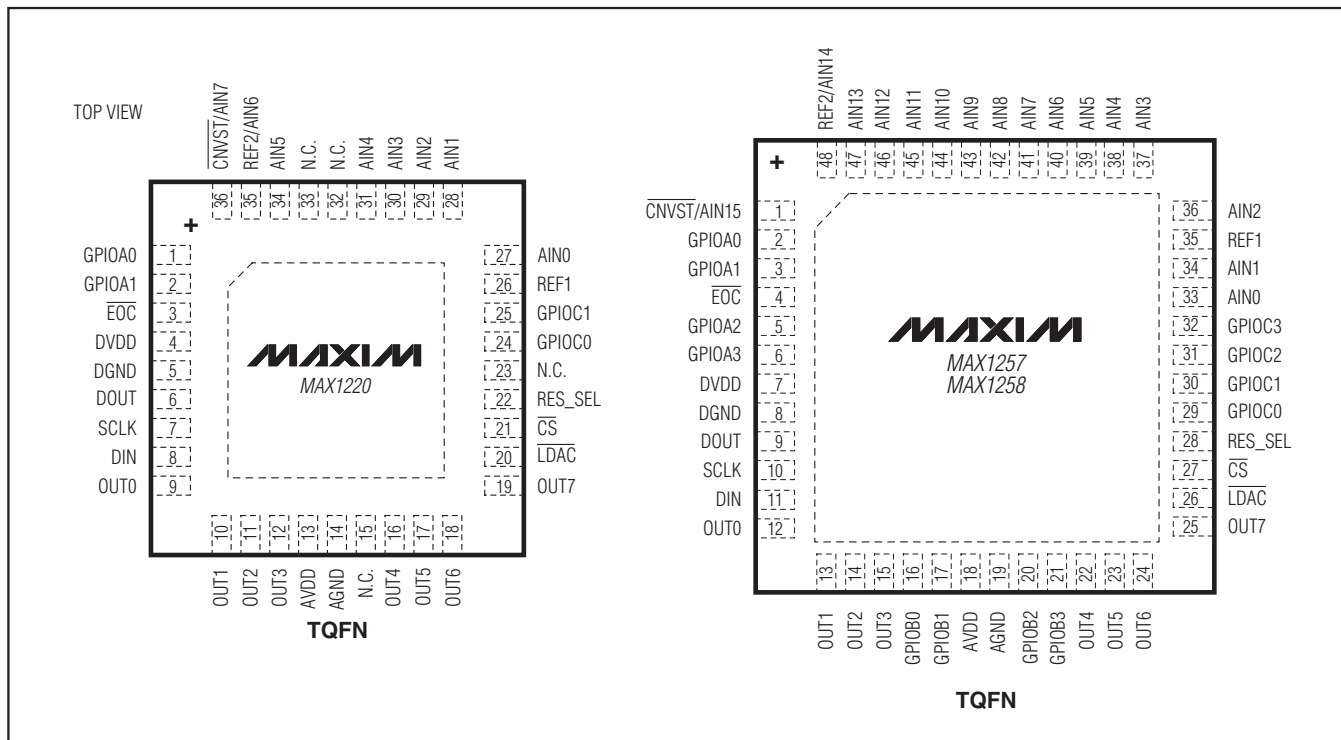 TOP VIEW
C̅N̅V̅S̅T̅/AIN7
REF2/AIN6
AIN5
N.C.
N.C.
AIN4
AIN3
AIN2
AIN1
36
35
34
33
32
31
30
29
28
+
GPIOA0 1
GPIOA1 2
E̅O̅C̅ 3
DVDD 4
DGND 5
DOUT 6
SCLK 7
DIN 8
OUT0 9
MAXIM
MAX1220
27 AIN0
26 REF1
25 GPIOC1
24 GPIOC0
23 N.C.
22 RES_SEL
21 C̅S̅
20 L̅D̅A̅C̅
19 OUT7
10
11
12
13
14
15
16
17
18
OUT1
OUT2
OUT3
AVDD
AGND
N.C.
OUT4
OUT5
OUT6
TQFN
REF2/AIN14
AIN13
AIN12
AIN11
AIN10
AIN9
AIN8
AIN7
AIN6
AIN5
AIN4
AIN3
+
48
47
46
45
44
43
42
41
40
39
38
37
C̅N̅V̅S̅T̅/AIN15 1
GPIOA0 2
GPIOA1 3
E̅O̅C̅ 4
GPIOA2 5
GPIOA3 6
DVDD 7
DGND 8
DOUT 9
SCLK 10
DIN 11
OUT0 12
MAXIM
MAX1257
MAX1258
36 AIN2
35 REF1
34 AIN1
33 AIN0
32 GPIOC3
31 GPIOC2
30 GPIOC1
29 GPIOC0
28 RES_SEL
27 C̅S̅
26 L̅D̅A̅C̅
25 OUT7
13
14
15
16
17
18
19
20
21
22
23
24
OUT1
OUT2
OUT3
GPIOB0
GPIOB1
AVDD
AGND
GPIOB2
GPIOB3
OUT4
OUT5
OUT6
TQFN